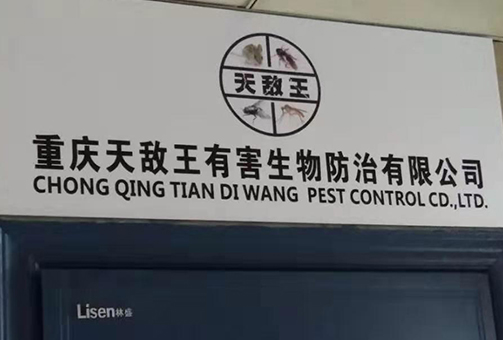 天敌王
重庆天敌王有害生物防治有限公司
CHONG QING TIAN DI WANG PEST CONTROL CD.,LTD.
Lisen林盛